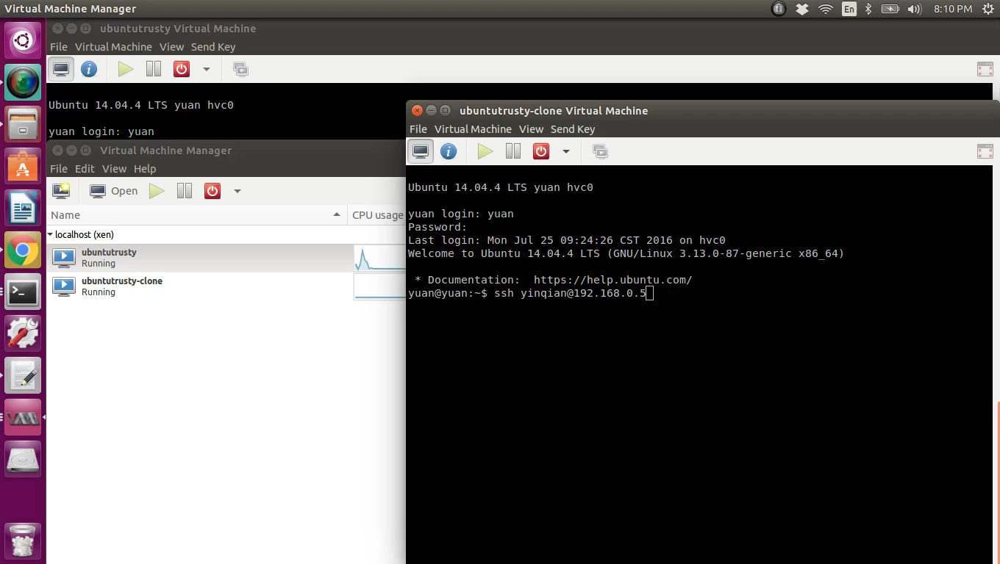 Virtual Machine Manager
En
8:10 PM
ubuntutrusty Virtual Machine
File Virtual Machine View Send Key
Ubuntu 14.04.4 LTS yuan hvc0
yuan login: yuan
Virtual Machine Manager
File Edit View Help
Open
Name
CPU usage
localhost (xen)
ubuntutrusty
Running
ubuntutrusty-clone
Running
ubuntutrusty-clone Virtual Machine
File Virtual Machine View Send Key
Ubuntu 14.04.4 LTS yuan hvc0
yuan login: yuan
Password:
Last login: Mon Jul 25 09:24:26 CST 2016 on hvc0
Welcome to Ubuntu 14.04.4 LTS (GNU/Linux 3.13.0-87-generic x86_64)
* Documentation:  https://help.ubuntu.com/
yuan@yuan:~$ ssh yinqian@192.168.0.5